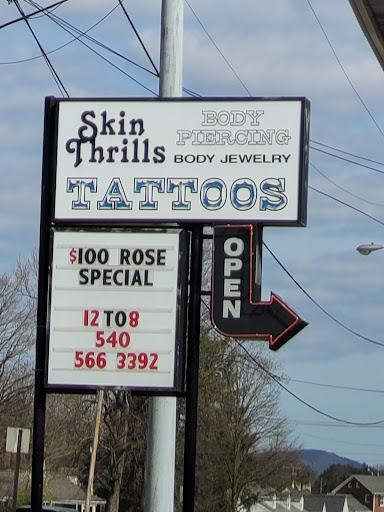 Skin
Thrills
BODY
PIERCING
BODY JEWELRY
TATTOOS
$100 ROSE
SPECIAL
12 TO 8
540
566 3392
OPEN